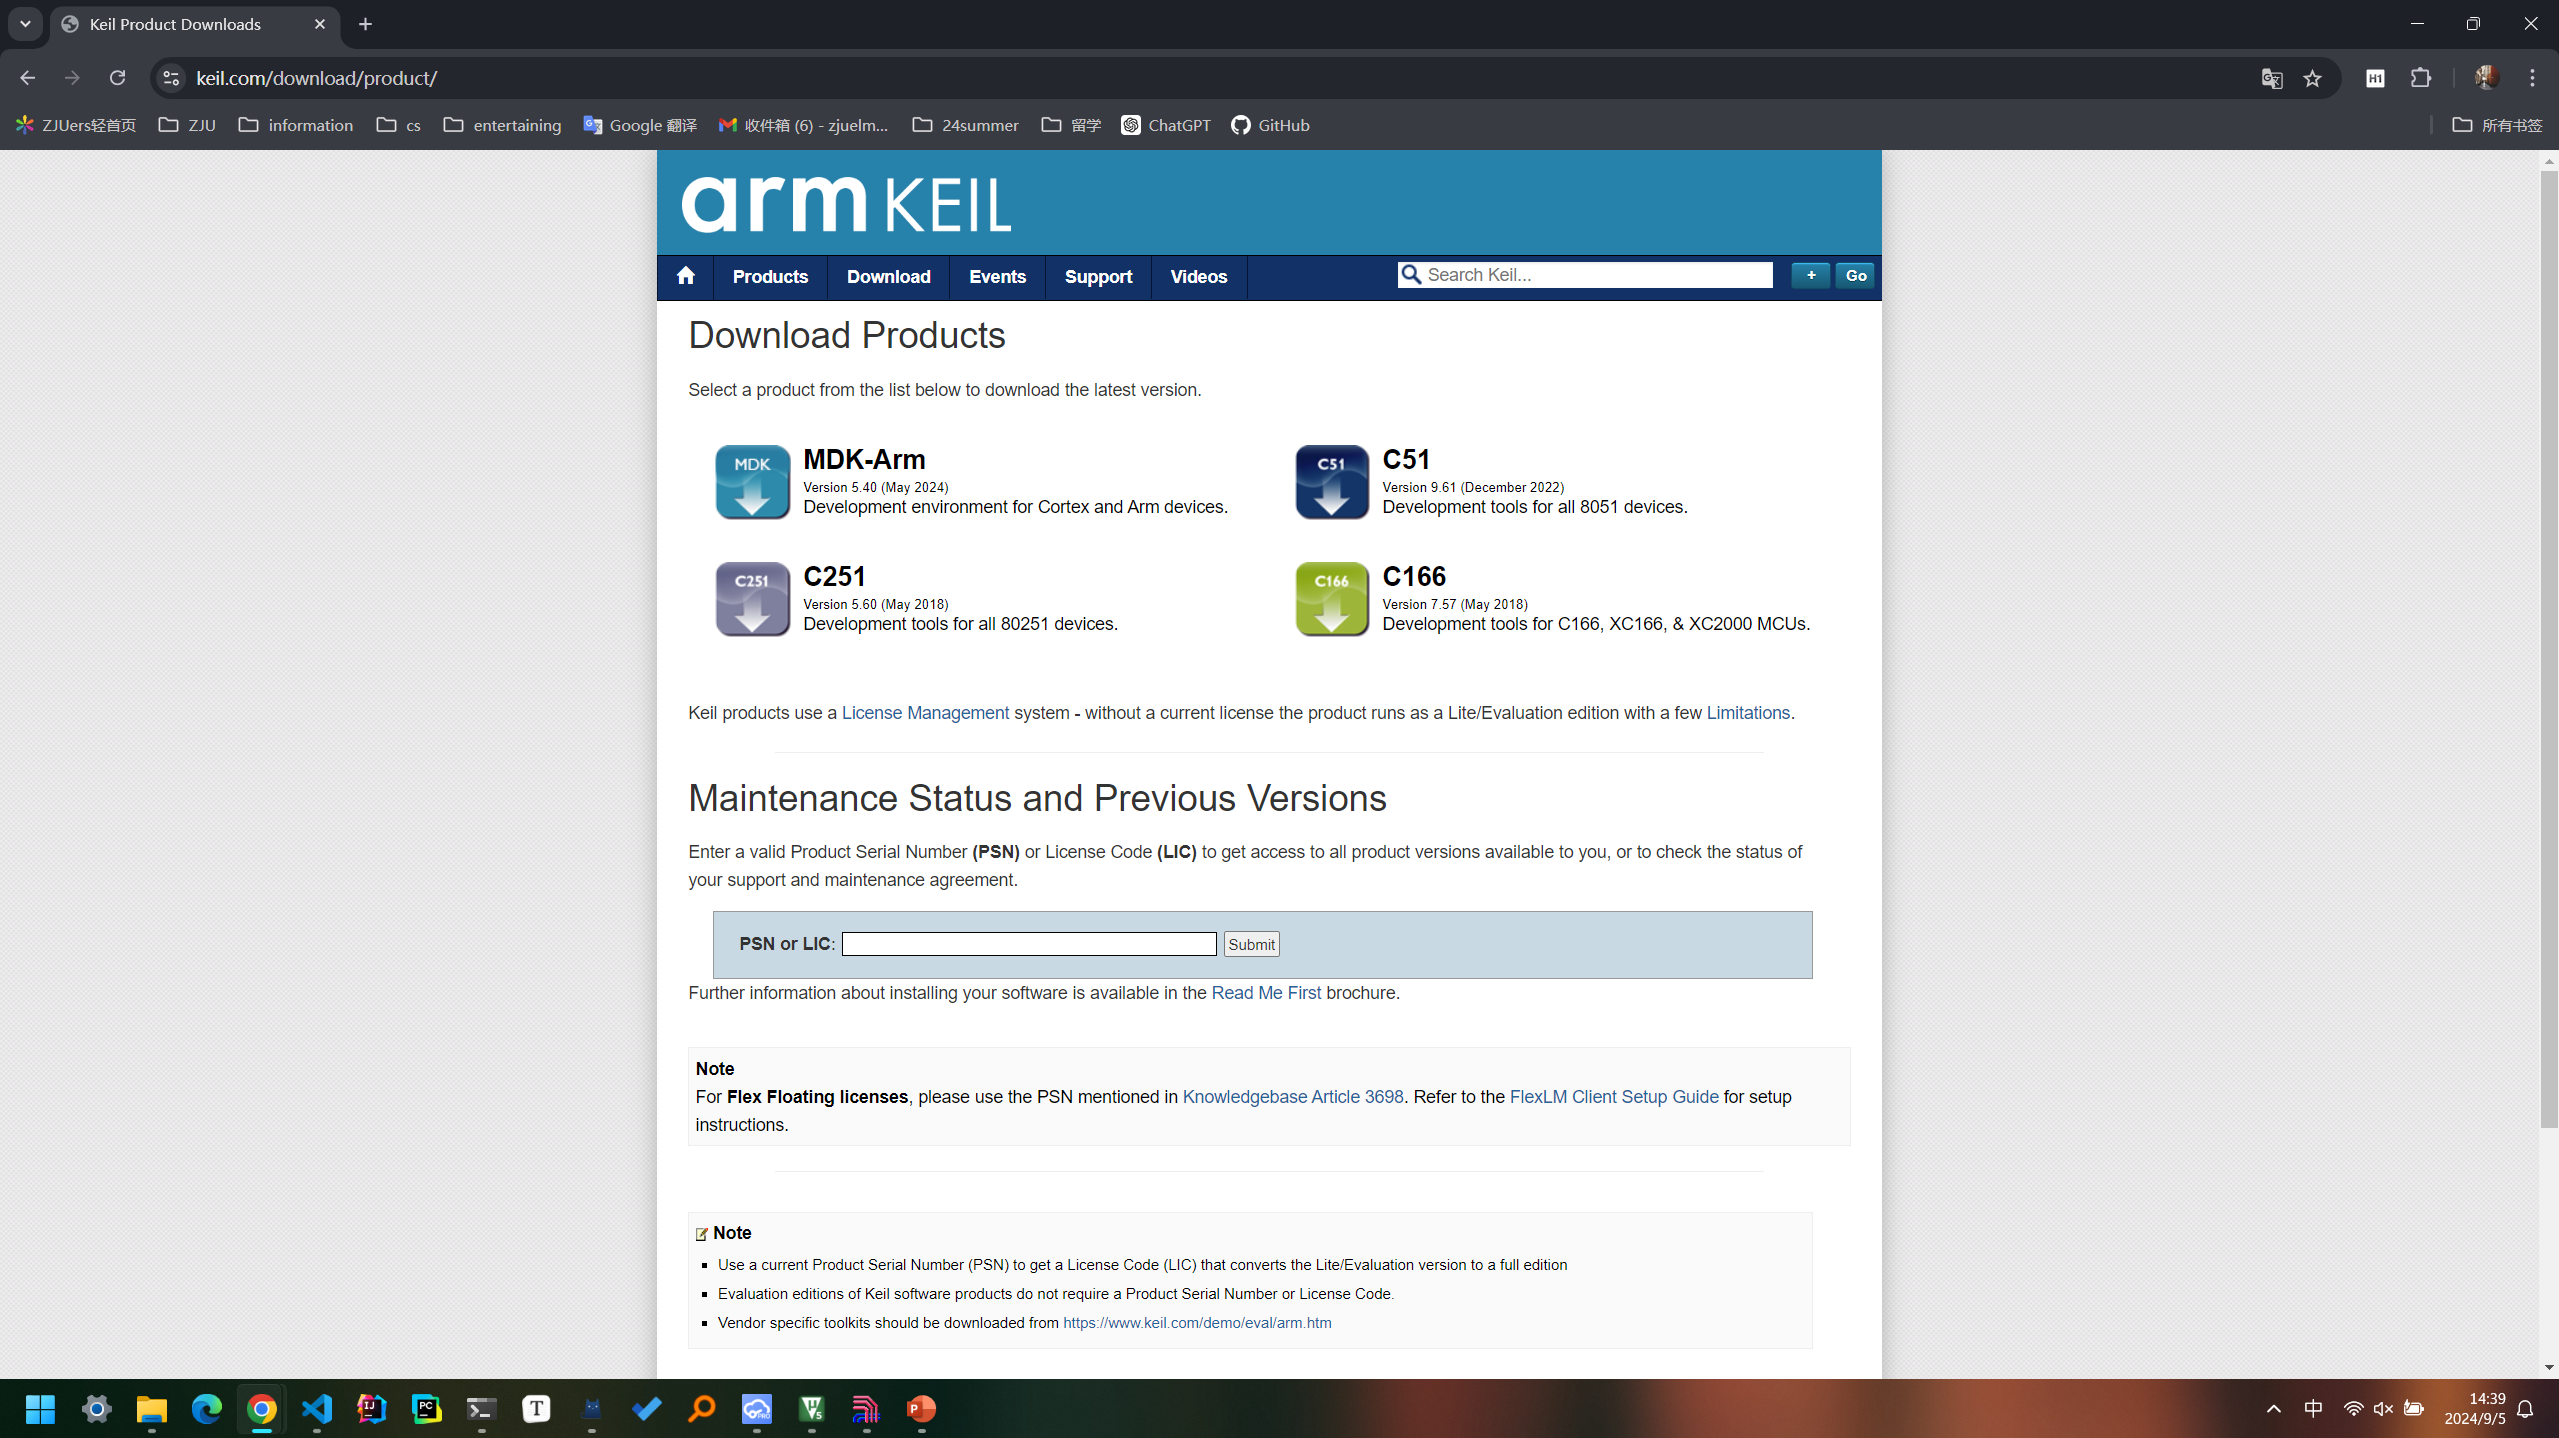 Keil Product Downloads
keil.com/download/product/
ZJUers轻首页 ZJU information cs entertaining Google 翻译 收件箱 (6) - zjuelm... 24summer 留学 ChatGPT GitHub 所有书签
arm KEIL
Products Download Events Support Videos Search Keil... + Go
Download Products
Select a product from the list below to download the latest version.
MDK
MDK-Arm
Version 5.40 (May 2024)
Development environment for Cortex and Arm devices.
C51
C51
Version 9.61 (December 2022)
Development tools for all 8051 devices.
C251
C251
Version 5.60 (May 2018)
Development tools for all 80251 devices.
C166
C166
Version 7.57 (May 2018)
Development tools for C166, XC166, & XC2000 MCUs.
Keil products use a License Management system - without a current license the product runs as a Lite/Evaluation edition with a few Limitations.
Maintenance Status and Previous Versions
Enter a valid Product Serial Number (PSN) or License Code (LIC) to get access to all product versions available to you, or to check the status of
your support and maintenance agreement.
PSN or LIC: Submit
Further information about installing your software is available in the Read Me First brochure.
Note
For Flex Floating licenses, please use the PSN mentioned in Knowledgebase Article 3698. Refer to the FlexLM Client Setup Guide for setup
instructions.
Note
Use a current Product Serial Number (PSN) to get a License Code (LIC) that converts the Lite/Evaluation version to a full edition
Evaluation editions of Keil software products do not require a Product Serial Number or License Code.
Vendor specific toolkits should be downloaded from https://www.keil.com/demo/eval/arm.htm
中
14:39
2024/9/5